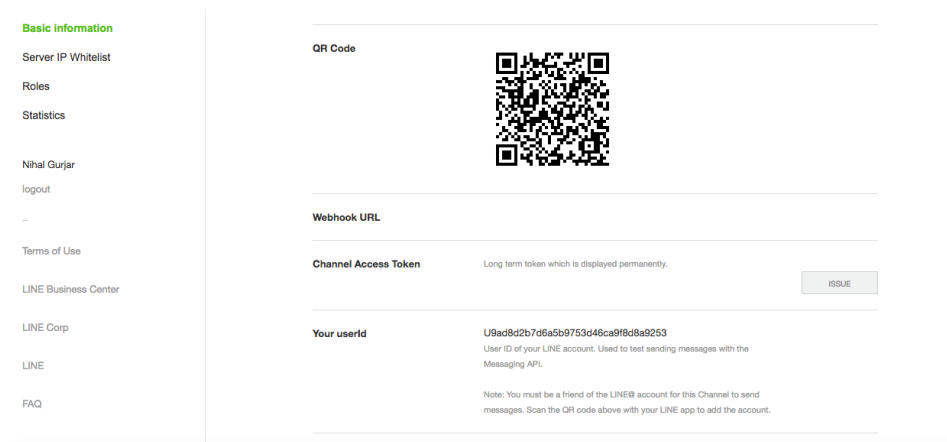 Basic information
Server IP Whitelist
Roles
Statistics
Nihal Gurjar
logout
–
Terms of Use
LINE Business Center
LINE Corp
LINE
FAQ
QR Code
Webhook URL
Channel Access Token
Long term token which is displayed permanently.
ISSUE
Your userId
U9ad8d2b7d6a5b9753d46ca9f8d8a9253
User ID of your LINE account. Used to test sending messages with the
Messaging API.
Note: You must be a friend of the LINE@ account for this Channel to send
messages. Scan the QR code above with your LINE app to add the account.